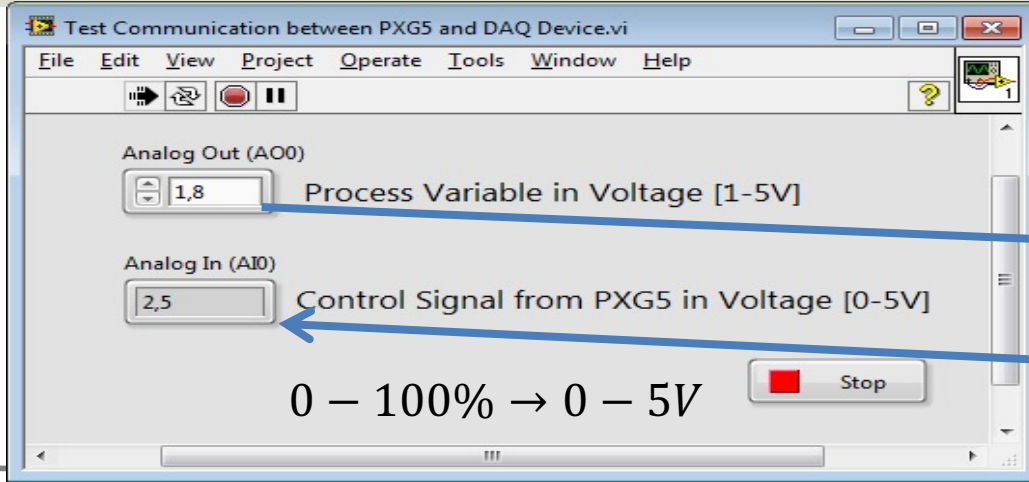 Test Communication between PXG5 and DAQ Device.vi
File Edit View Project Operate Tools Window Help
1
Analog Out (AO0)
1,8 Process Variable in Voltage [1-5V]
Analog In (AI0)
2,5 Control Signal from PXG5 in Voltage [0-5V]
0 − 100% → 0 − 5V
Stop